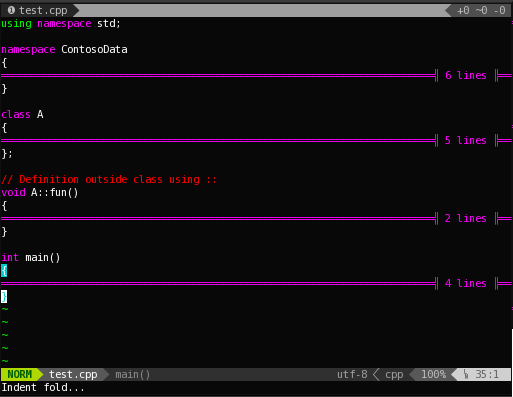 ❶ test.cpp +0 ~0 -0
using namespace std;
namespace ContosoData
{
6 lines
}
class A
{
5 lines
};
// Definition outside class using ::
void A::fun()
{
2 lines
}
int main()
{
4 lines
}
~
~
~
~
~
NORM test.cpp main() utf-8 cpp 100% 35:1
Indent fold...